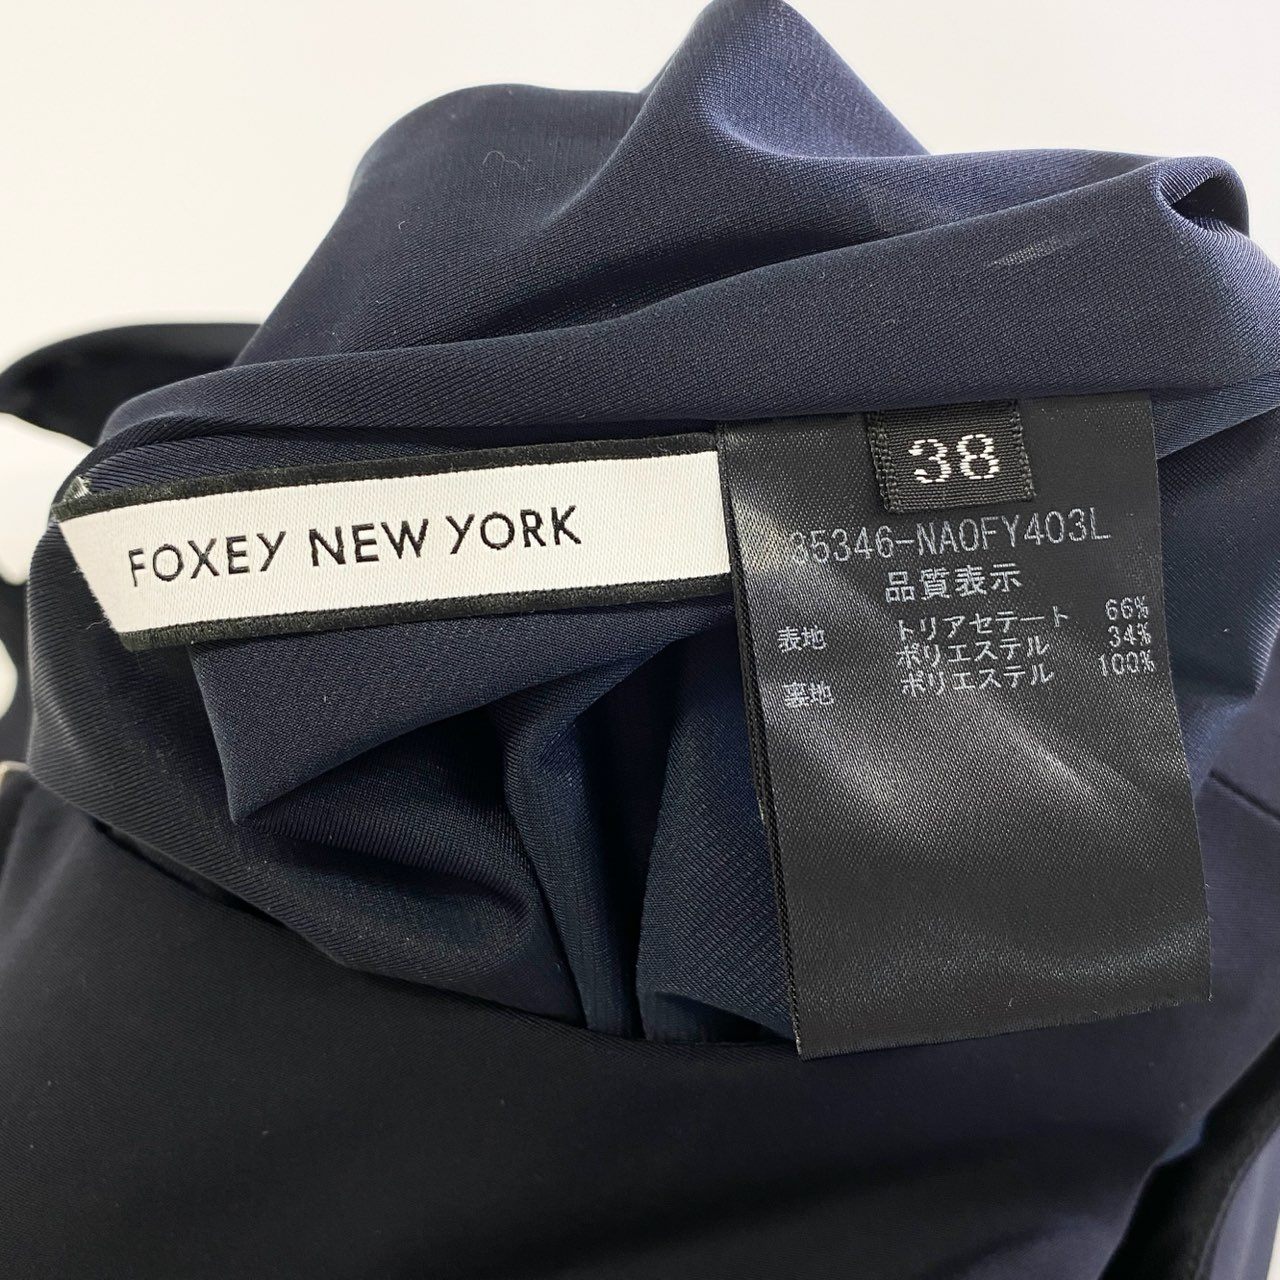 FOXEY NEW YORK
38
35346-NAOFY403L
品質表示
表地 トリアセテート 66%
ポリエステル 34%
裏地 ポリエステル 100%